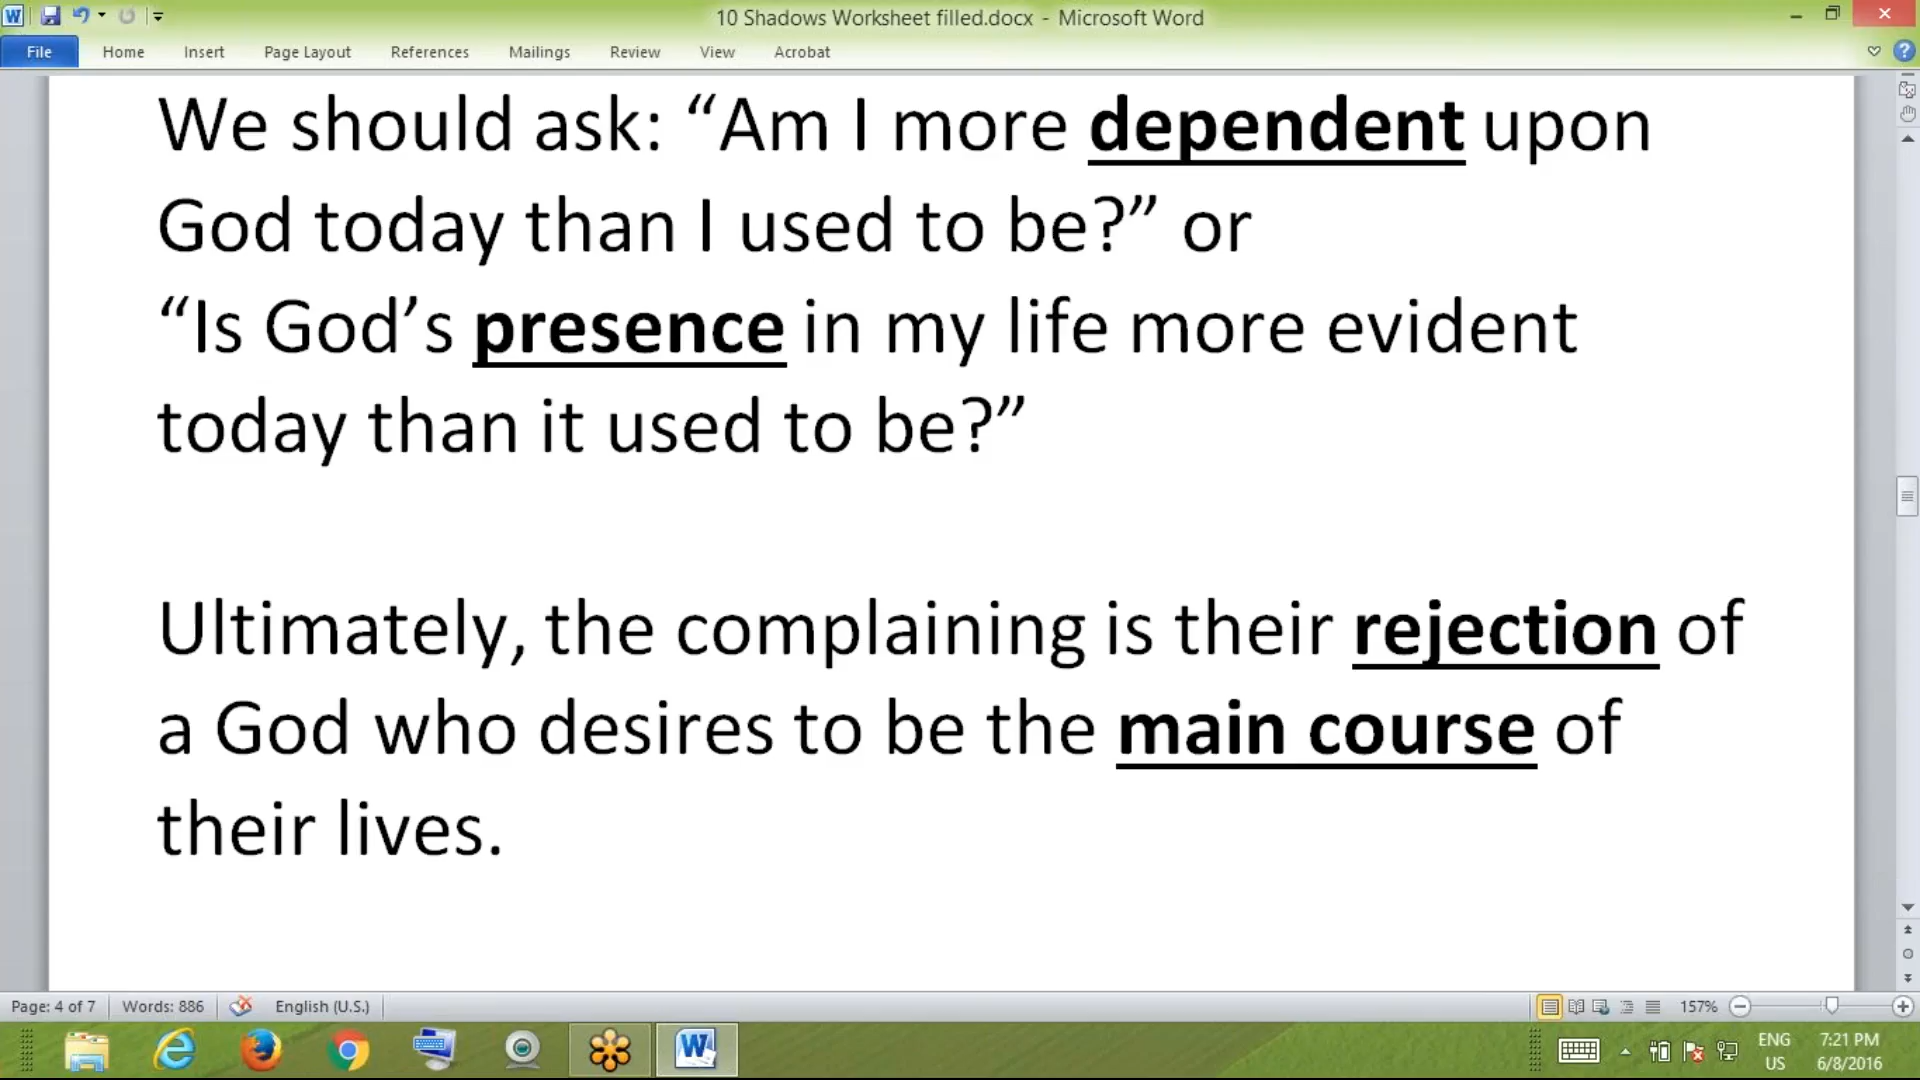 10 Shadows Worksheet filled.docx - Microsoft Word
File Home Insert Page Layout References Mailings Review View Acrobat
We should ask: “Am I more dependent upon
God today than I used to be?” or
“Is God’s presence in my life more evident
today than it used to be?”
Ultimately, the complaining is their rejection of
a God who desires to be the main course of
their lives.
Page: 4 of 7 Words: 886 English (U.S.) 157%
ENG 7:21 PM
US 6/8/2016